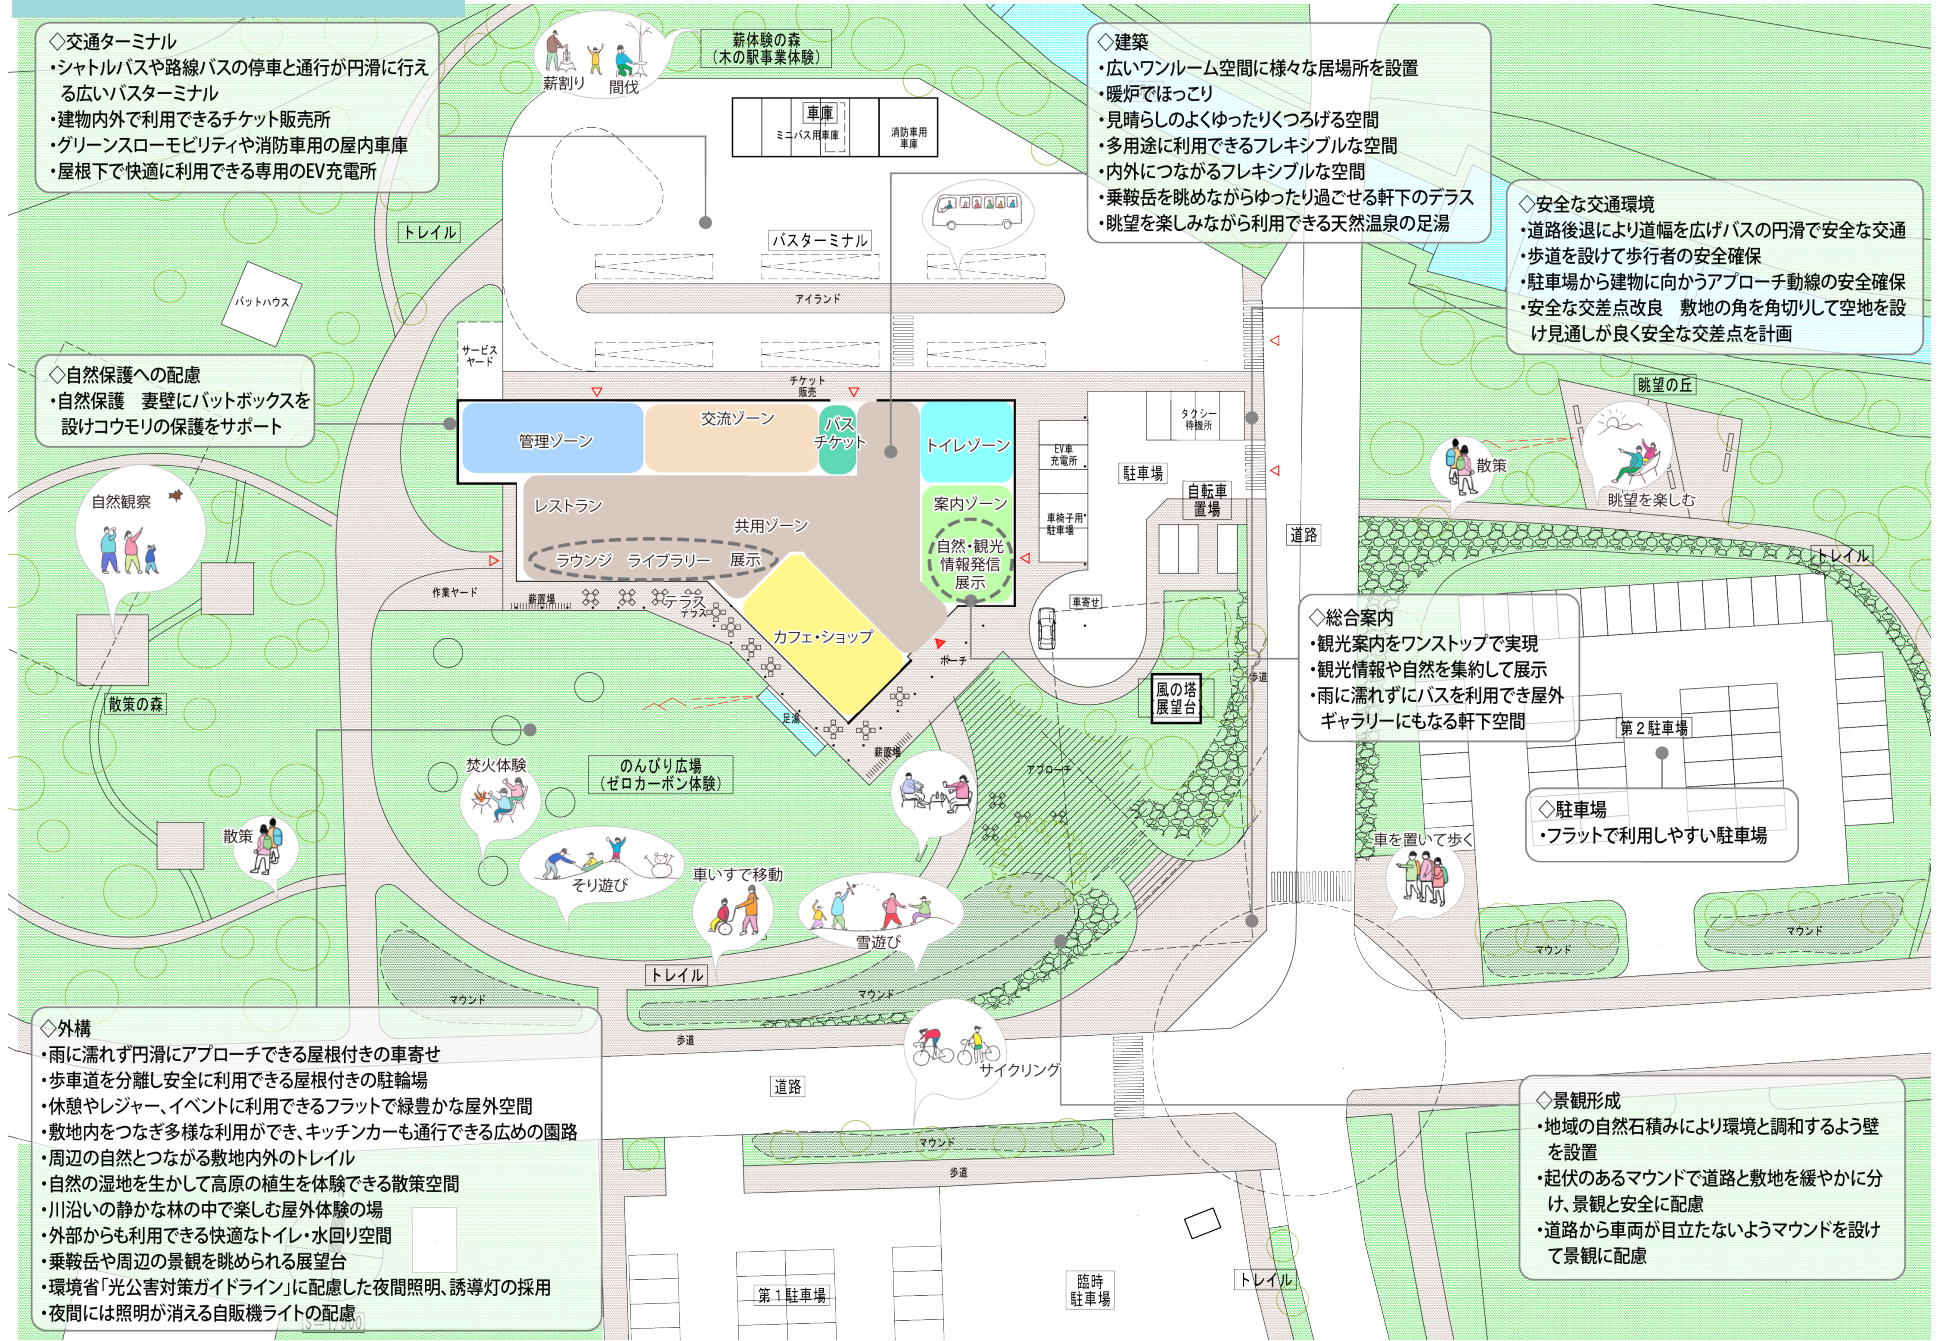 ◇交通ターミナル
・シャトルバスや路線バスの停車と通行が円滑に行え
る広いバスターミナル
・建物内外で利用できるチケット販売所
・グリーンスローモビリティや消防車用の屋内車庫
・屋根下で快適に利用できる専用のEV充電所
薪割り
間伐
薪体験の森
(木の駅事業体験)
車庫
ミニバス用車庫
消防車用
車庫
◇建築
・広いワンルーム空間に様々な居場所を設置
・暖炉でほっこり
・見晴らしのよくゆったりくつろげる空間
・多用途に利用できるフレキシブルな空間
・内外につながるフレキシブルな空間
・乗鞍岳を眺めながらゆったり過ごせる軒下のデラス
・眺望を楽しみながら利用できる天然温泉の足湯
◇安全な交通環境
・道路後退により道幅を広げバスの円滑で安全な交通
・歩道を設けて歩行者の安全確保
・駐車場から建物に向かうアプローチ動線の安全確保
・安全な交差点改良　敷地の角を角切りして空地を設
け見通しが良く安全な交差点を計画
トレイル
バスターミナル
アイランド
バットハウス
サービス
ヤード
チケット
販売
◇自然保護への配慮
・自然保護　妻壁にバットボックスを
設けコウモリの保護をサポート
管理ゾーン
交流ゾーン
バス
チケット
トイレゾーン
EV車
充電所
タクシー
待機所
駐車場
自転車
置場
車椅子用
駐車場
眺望の丘
散策
眺望を楽しむ
トレイル
自然観察
レストラン
共用ゾーン
ラウンジ
ライブラリー
展示
案内ゾーン
自然・観光
情報発信
展示
道路
作業ヤード
薪置場
テラス
テラス
カフェ・ショップ
ポーチ
車寄せ
歩道
風の塔
展望台
◇総合案内
・観光案内をワンストップで実現
・観光情報や自然を集約して展示
・雨に濡れずにバスを利用でき屋外
ギャラリーにもなる軒下空間
散策の森
足湯
薪置場
アプローチ
第2駐車場
◇駐車場
・フラットで利用しやすい駐車場
のんびり広場
(ゼロカーボン体験)
焚火体験
散策
そり遊び
車いすで移動
雪遊び
車を置いて歩く
トレイル
マウンド
マウンド
マウンド
マウンド
歩道
◇外構
・雨に濡れず円滑にアプローチできる屋根付きの車寄せ
・歩車道を分離し安全に利用できる屋根付きの駐輪場
・休憩やレジャー、イベントに利用できるフラットで緑豊かな屋外空間
・敷地内をつなぎ多様な利用ができ、キッチンカーも通行できる広めの園路
・周辺の自然とつながる敷地内外のトレイル
・自然の湿地を生かして高原の植生を体験できる散策空間
・川沿いの静かな林の中で楽しむ屋外体験の場
・外部からも利用できる快適なトイレ・水回り空間
・乗鞍岳や周辺の景観を眺められる展望台
・環境省「光公害対策ガイドライン」に配慮した夜間照明、誘導灯の採用
・夜間には照明が消える自販機ライトの配慮
道路
サイクリング
マウンド
歩道
第1駐車場
臨時
駐車場
トレイル
◇景観形成
・地域の自然石積みにより環境と調和するよう壁
を設置
・起伏のあるマウンドで道路と敷地を緩やかに分
け、景観と安全に配慮
・道路から車両が目立たないようマウンドを設け
て景観に配慮